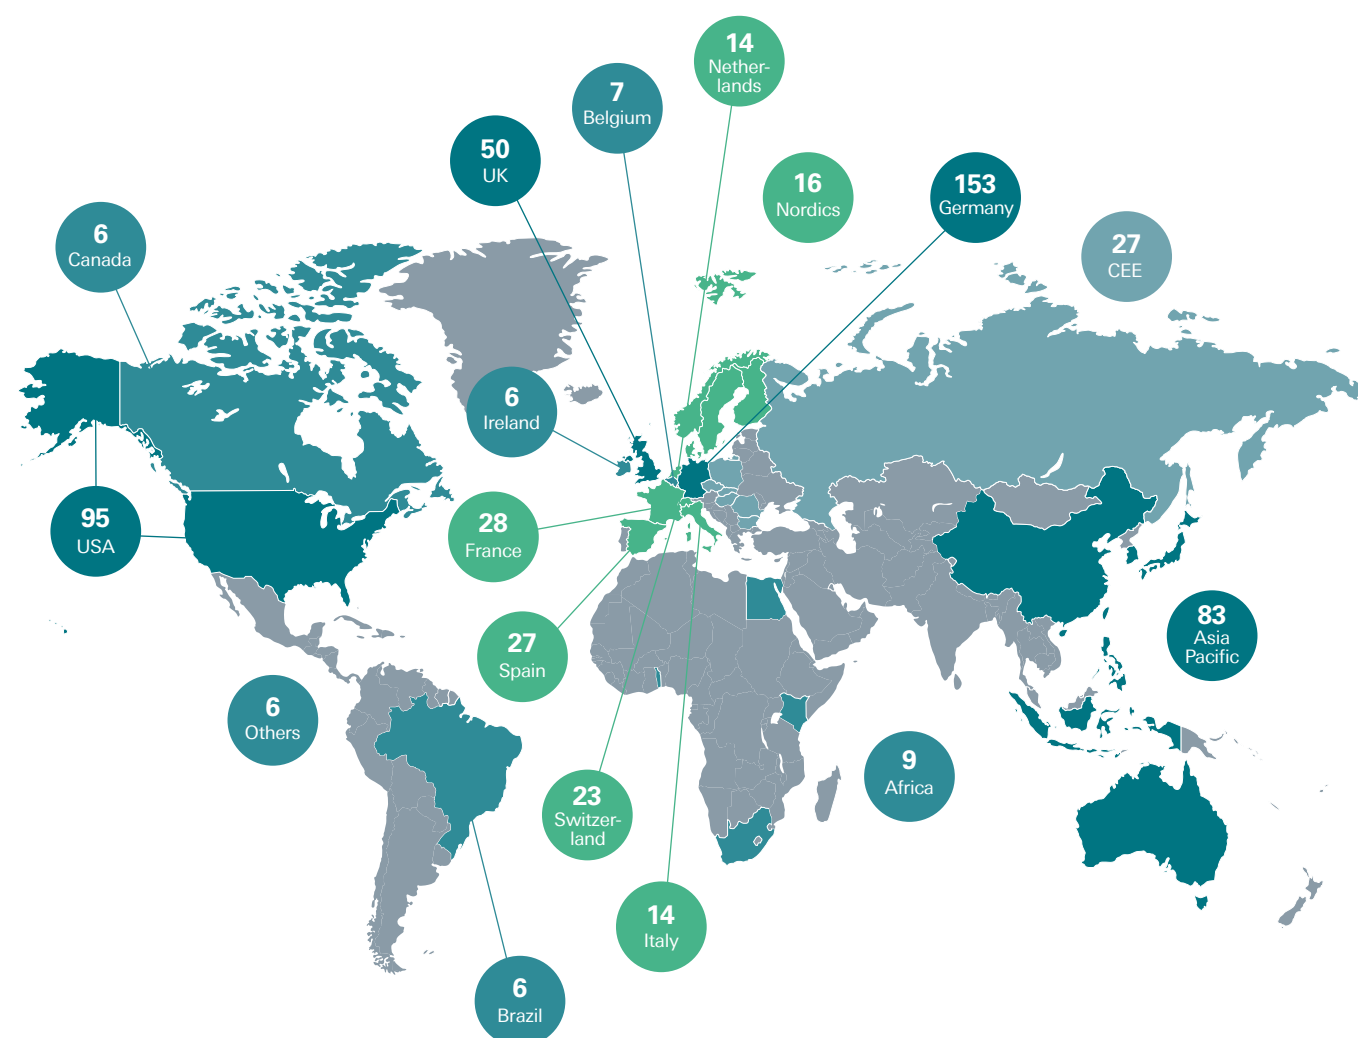 14
Nether-
lands
7
Belgium
50
UK
16
Nordics
153
Germany
6
Canada
27
CEE
6
Ireland
95
USA
28
France
83
Asia
Pacific
27
Spain
6
Others
9
Africa
23
Switzer-
land
14
Italy
6
Brazil